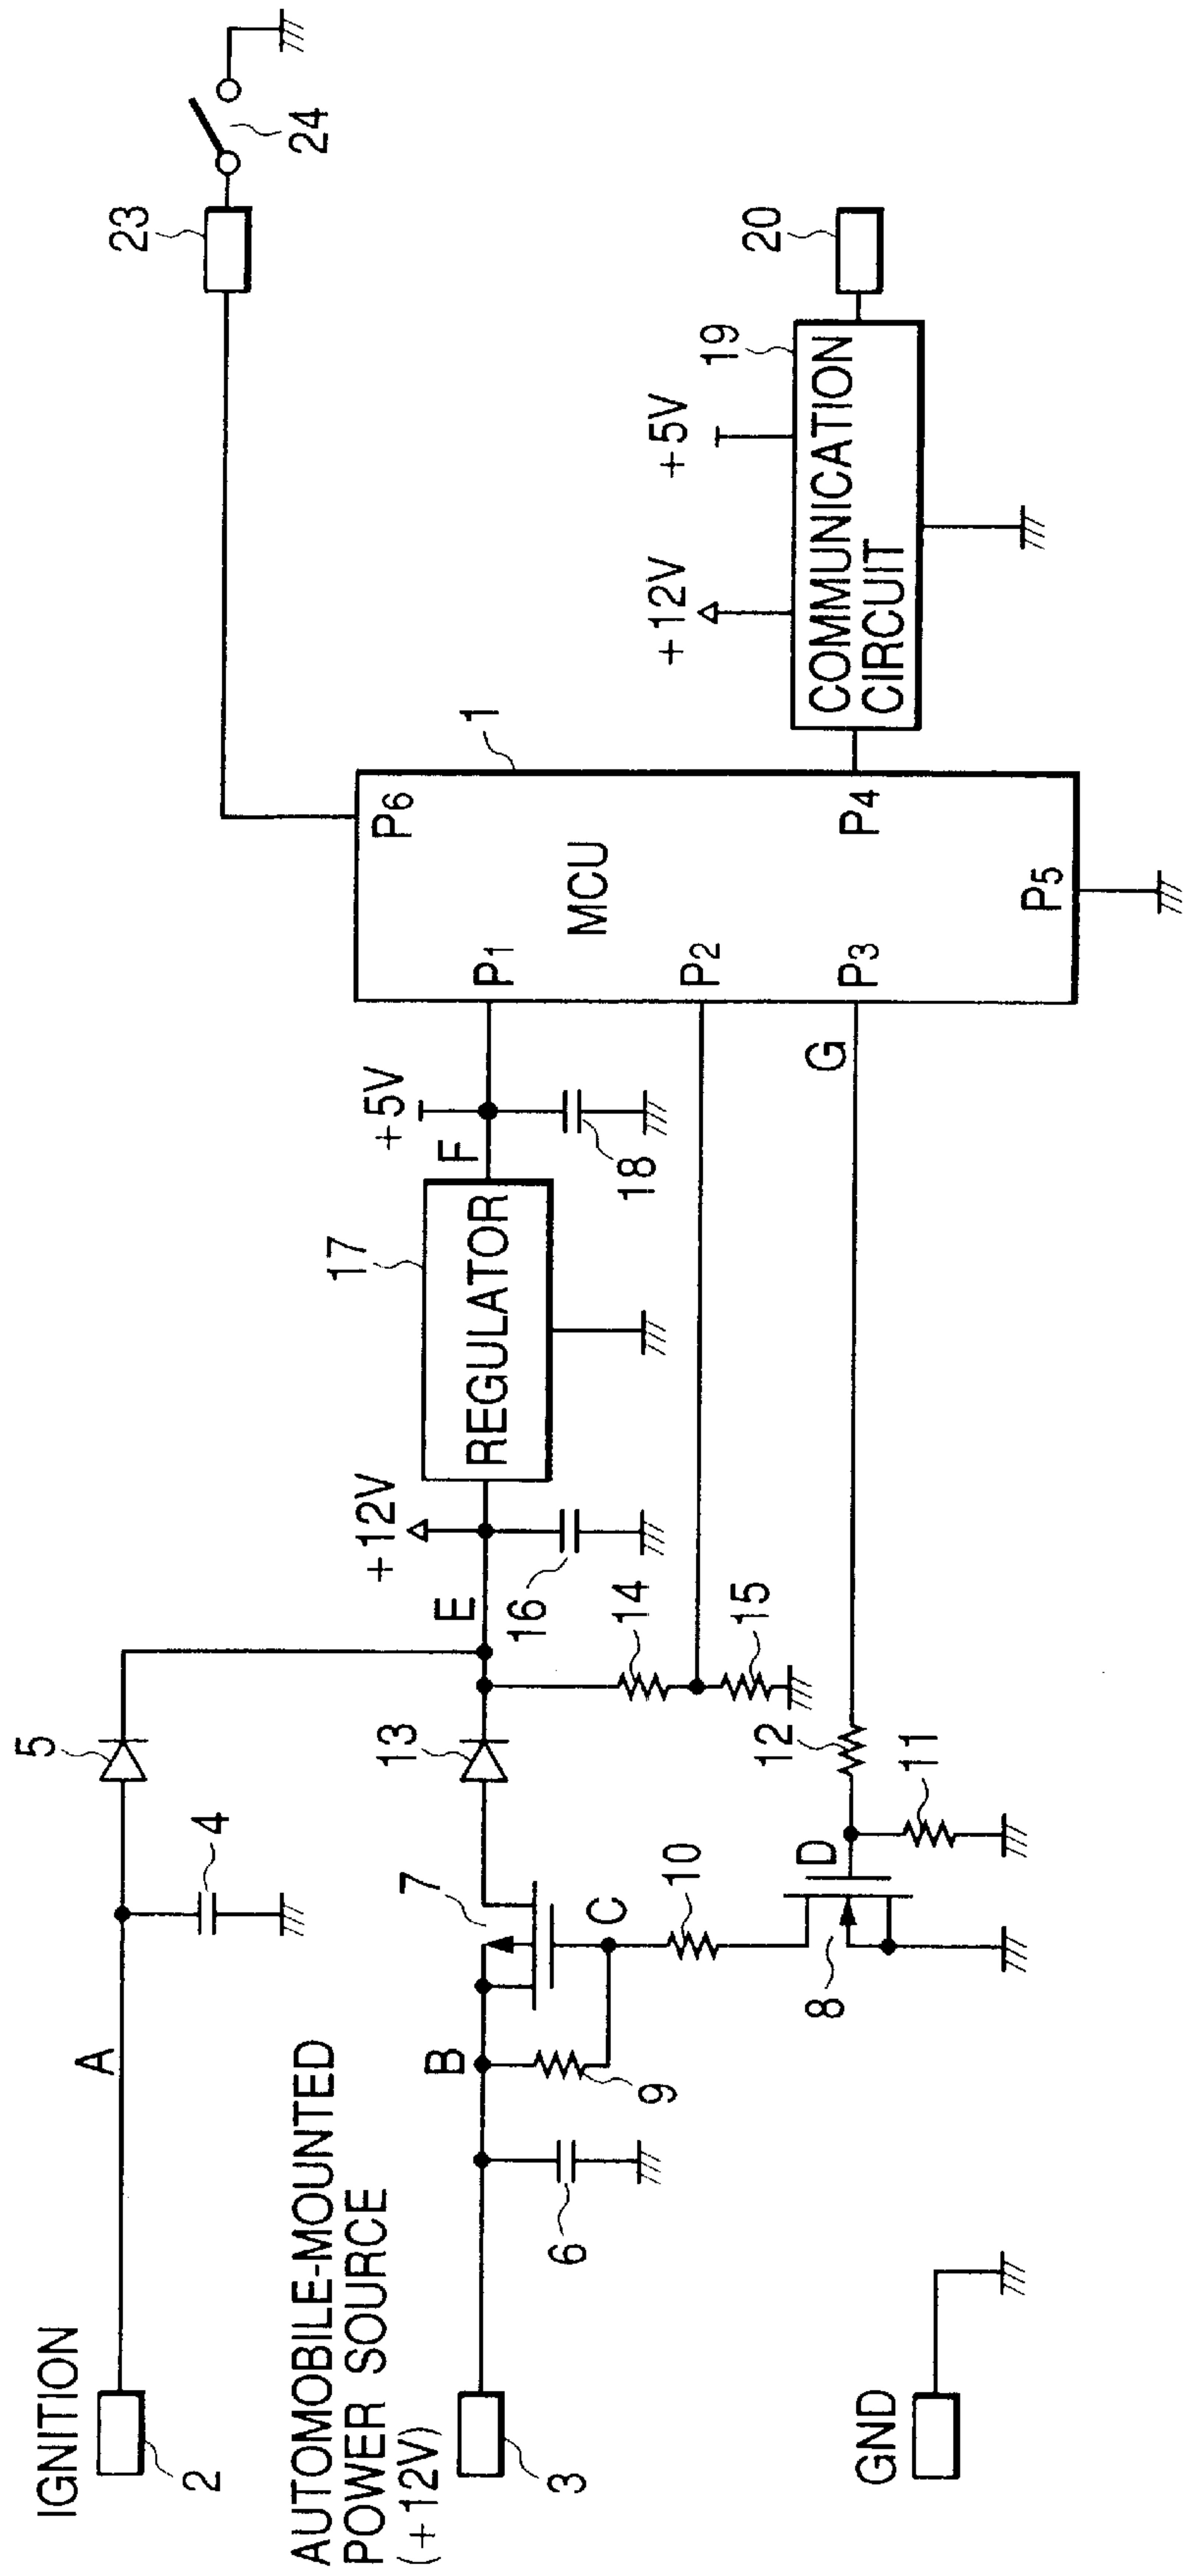 IGNITION
2
A
4
5
AUTOMOBILE-MOUNTED
POWER SOURCE
(+12V)
3
6
B
9
7
C
10
8
D
11
12
13
14
15
E
+12V
16
17
REGULATOR
F
+5V
18
G
GND
1
MCU
P1
P2
P3
P4
P5
P6
+12V
+5V
19
COMMUNICATION
CIRCUIT
20
23
24